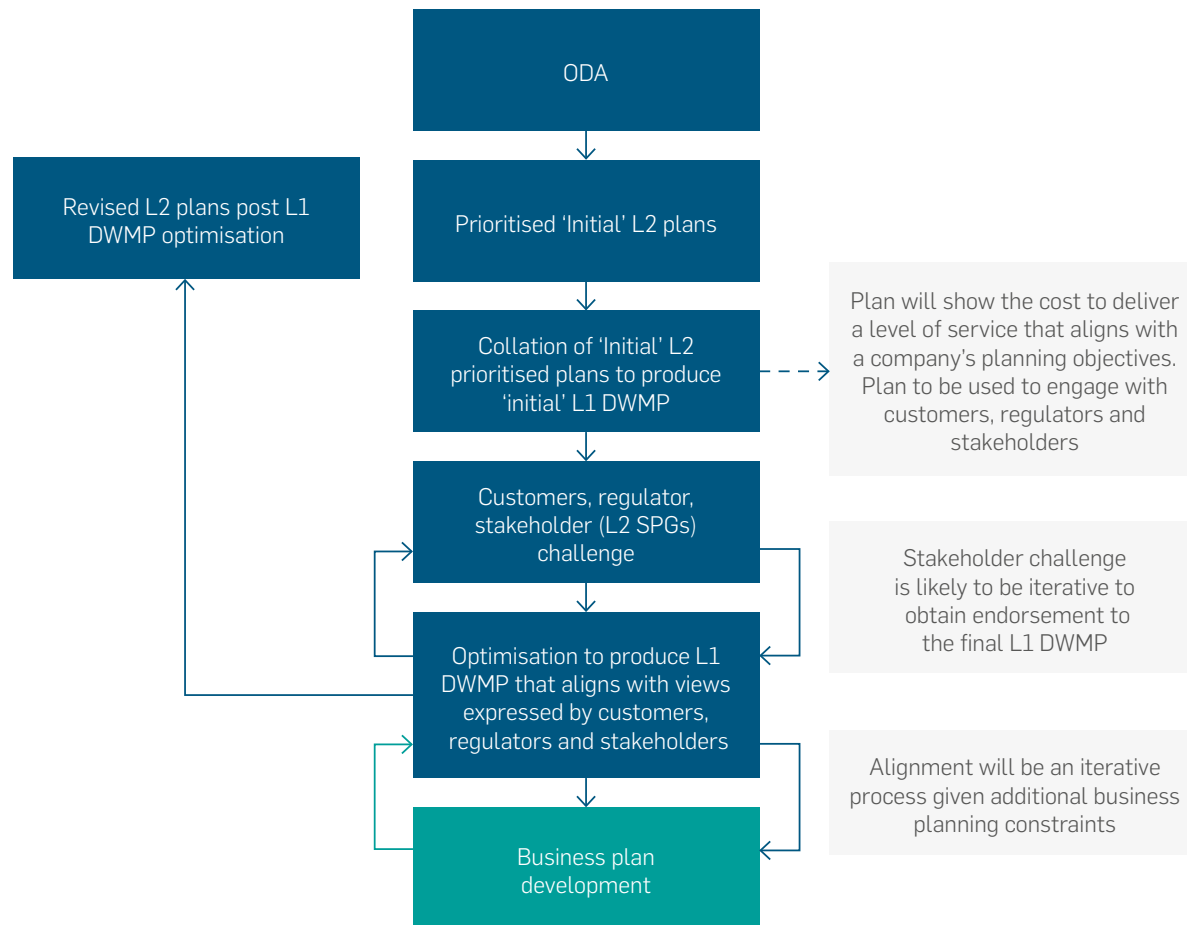 ODA
Revised L2 plans post L1
DWMP optimisation
Prioritised ‘Initial’ L2 plans
Collation of ‘Initial’ L2
prioritised plans to produce
‘initial’ L1 DWMP
Plan will show the cost to deliver
a level of service that aligns with
a company’s planning objectives.
Plan to be used to engage with
customers, regulators and
stakeholders
Customers, regulator,
stakeholder (L2 SPGs)
challenge
Stakeholder challenge
is likely to be iterative to
obtain endorsement to
the final L1 DWMP
Optimisation to produce L1
DWMP that aligns with views
expressed by customers,
regulators and stakeholders
Alignment will be an iterative
process given additional business
planning constraints
Business plan
development